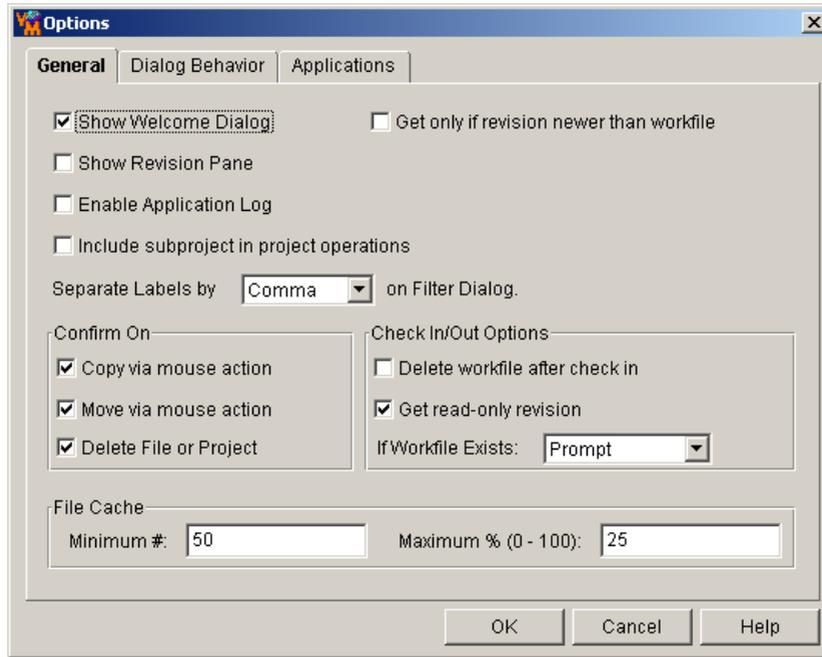 VM Options
General Dialog Behavior Applications
Show Welcome Dialog Get only if revision newer than workfile
Show Revision Pane
Enable Application Log
Include subproject in project operations
Separate Labels by Comma on Filter Dialog.
Confirm On Check In/Out Options
Copy via mouse action Delete workfile after check in
Move via mouse action Get read-only revision
Delete File or Project If Workfile Exists: Prompt
File Cache
Minimum #: 50 Maximum % (0 - 100): 25
OK Cancel Help